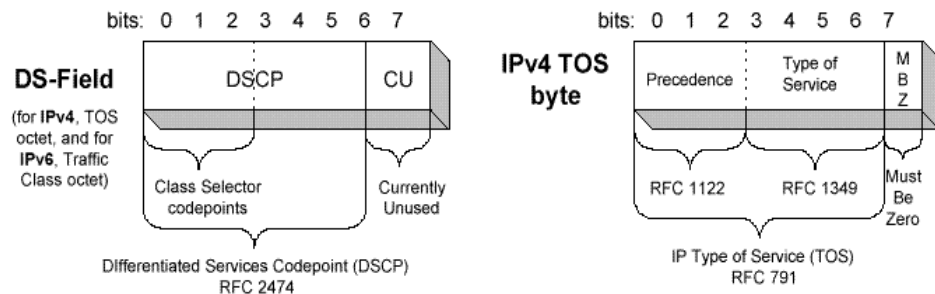 bits: 0 1 2 3 4 5 6 7
DS-Field
(for IPv4, TOS
octet, and for
IPv6, Traffic
Class octet)
DSCP
CU
Class Selector
codepoints
Currently
Unused
DIfferentiated Services Codepoint (DSCP)
RFC 2474
bits: 0 1 2 3 4 5 6 7
IPv4 TOS
byte
Precedence
Type of
Service
M
B
Z
RFC 1122
RFC 1349
Must
Be
Zero
IP Type of Service (TOS)
RFC 791